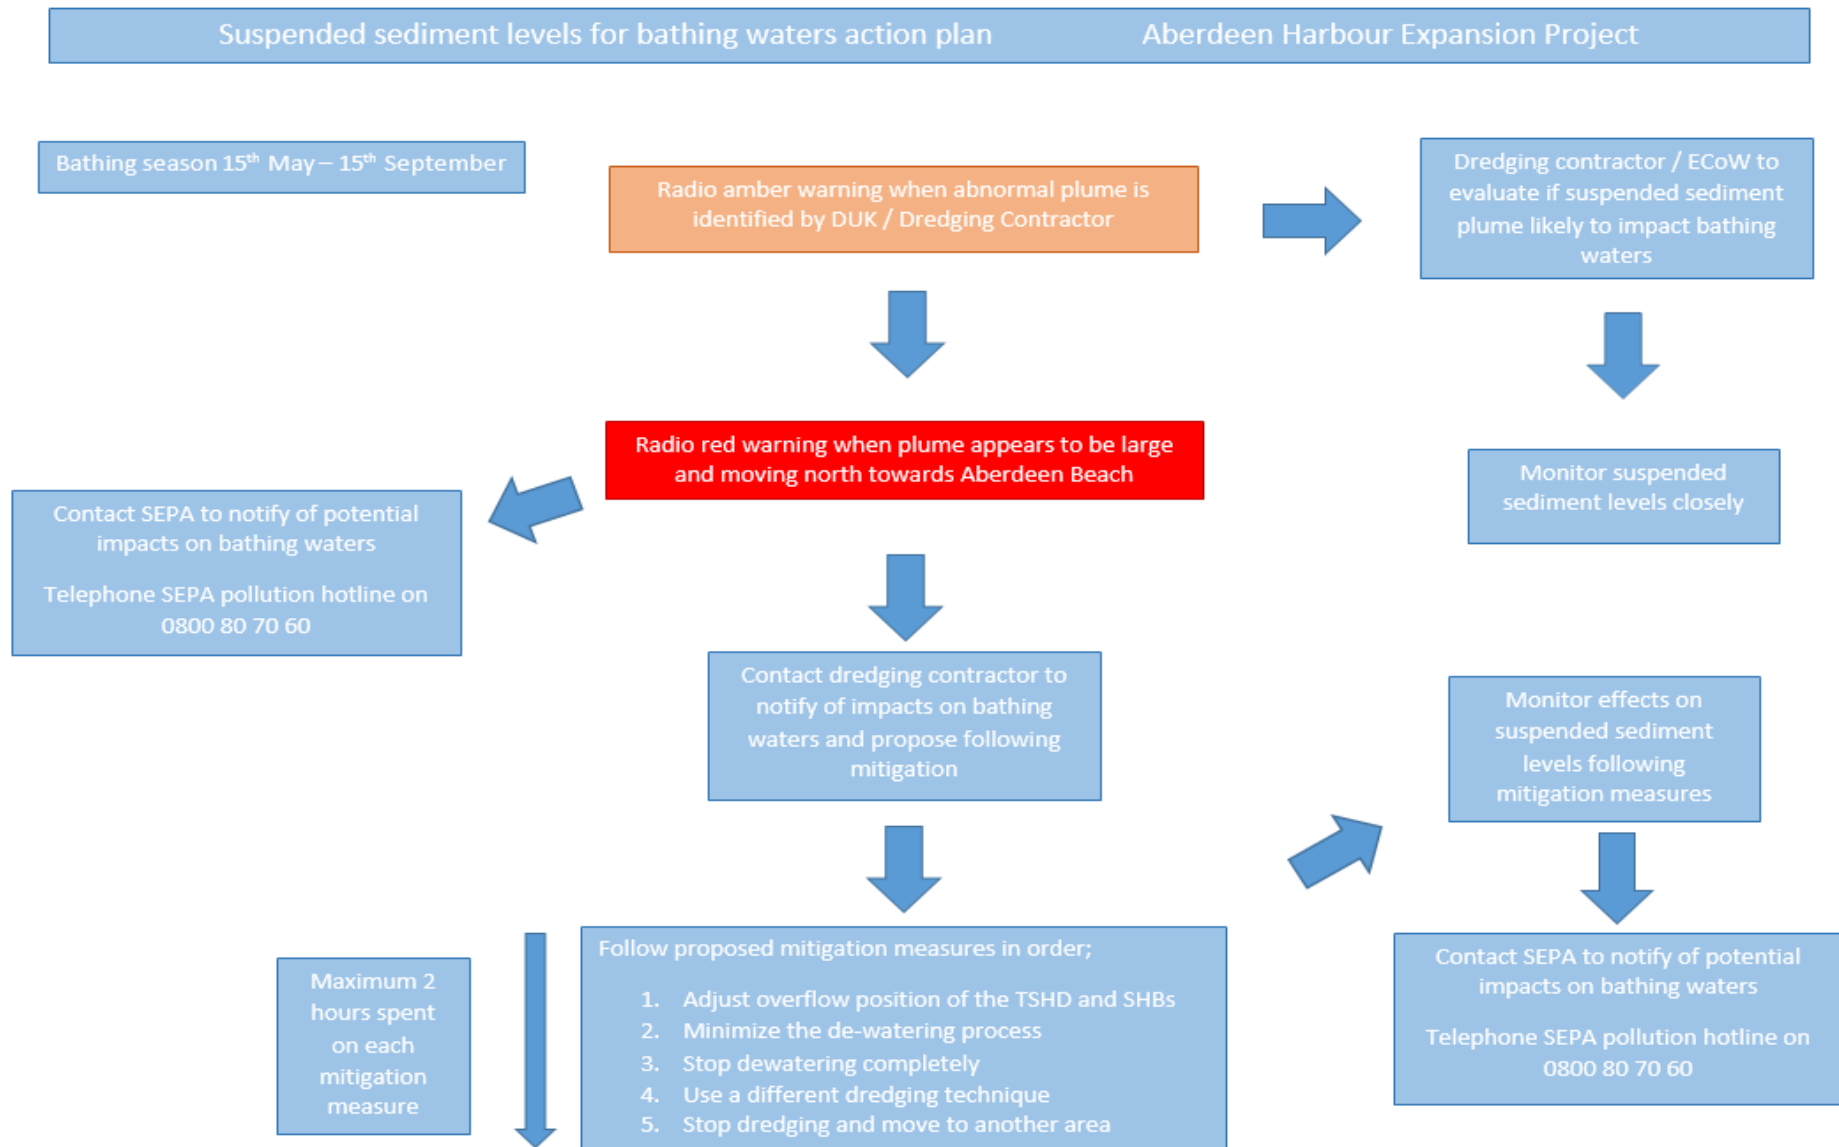 Suspended sediment levels for bathing waters action plan Aberdeen Harbour Expansion Project
Bathing season 15th May – 15th September
Radio amber warning when abnormal plume is
identified by DUK / Dredging Contractor
Dredging contractor / ECoW to
evaluate if suspended sediment
plume likely to impact bathing
waters
Radio red warning when plume appears to be large
and moving north towards Aberdeen Beach
Monitor suspended
sediment levels closely
Contact SEPA to notify of potential
impacts on bathing waters
Telephone SEPA pollution hotline on
0800 80 70 60
Contact dredging contractor to
notify of impacts on bathing
waters and propose following
mitigation
Monitor effects on
suspended sediment
levels following
mitigation measures
Maximum 2
hours spent
on each
mitigation
measure
Follow proposed mitigation measures in order;
1. Adjust overflow position of the TSHD and SHBs
2. Minimize the de-watering process
3. Stop dewatering completely
4. Use a different dredging technique
5. Stop dredging and move to another area
Contact SEPA to notify of potential
impacts on bathing waters
Telephone SEPA pollution hotline on
0800 80 70 60